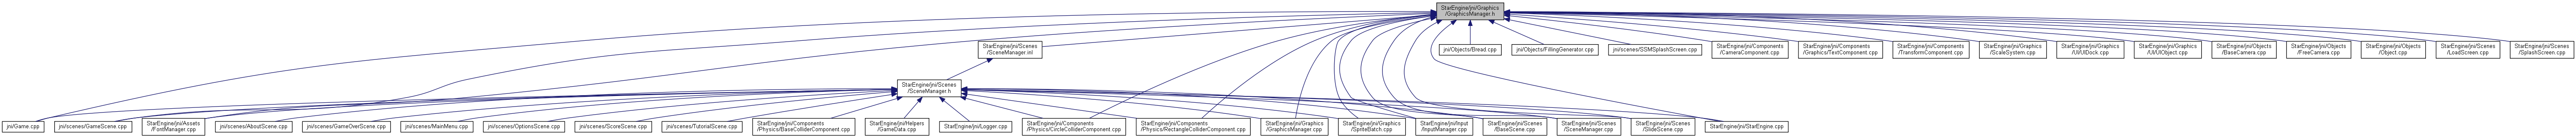 StarEngine/jni/Graphics
/GraphicsManager.h
StarEngine/jni/Scenes
/SceneManager.inl
jni/Objects/Bread.cpp
jni/Objects/FillingGenerator.cpp
jni/scenes/SSMSplashScreen.cpp
StarEngine/jni/Components
/CameraComponent.cpp
StarEngine/jni/Components
/Graphics/TextComponent.cpp
StarEngine/jni/Components
/TransformComponent.cpp
StarEngine/jni/Graphics
/ScaleSystem.cpp
StarEngine/jni/Graphics
/UI/UIDock.cpp
StarEngine/jni/Graphics
/UI/UIObject.cpp
StarEngine/jni/Objects
/BaseCamera.cpp
StarEngine/jni/Objects
/FreeCamera.cpp
StarEngine/jni/Objects
/Object.cpp
StarEngine/jni/Scenes
/LoadScreen.cpp
StarEngine/jni/Scenes
/SplashScreen.cpp
StarEngine/jni/Scenes
/SceneManager.h
jni/Game.cpp
jni/scenes/GameScene.cpp
StarEngine/jni/Assets
/FontManager.cpp
jni/scenes/AboutScene.cpp
jni/scenes/GameOverScene.cpp
jni/scenes/MainMenu.cpp
jni/scenes/OptionsScene.cpp
jni/scenes/ScoreScene.cpp
jni/scenes/TutorialScene.cpp
StarEngine/jni/Components
/Physics/BaseColliderComponent.cpp
StarEngine/jni/Helpers
/GameData.cpp
StarEngine/jni/Logger.cpp
StarEngine/jni/Components
/Physics/CircleColliderComponent.cpp
StarEngine/jni/Components
/Physics/RectangleColliderComponent.cpp
StarEngine/jni/Graphics
/GraphicsManager.cpp
StarEngine/jni/Graphics
/SpriteBatch.cpp
StarEngine/jni/Input
/InputManager.cpp
StarEngine/jni/Scenes
/BaseScene.cpp
StarEngine/jni/Scenes
/SceneManager.cpp
StarEngine/jni/Scenes
/SlideScene.cpp
StarEngine/jni/StarEngine.cpp